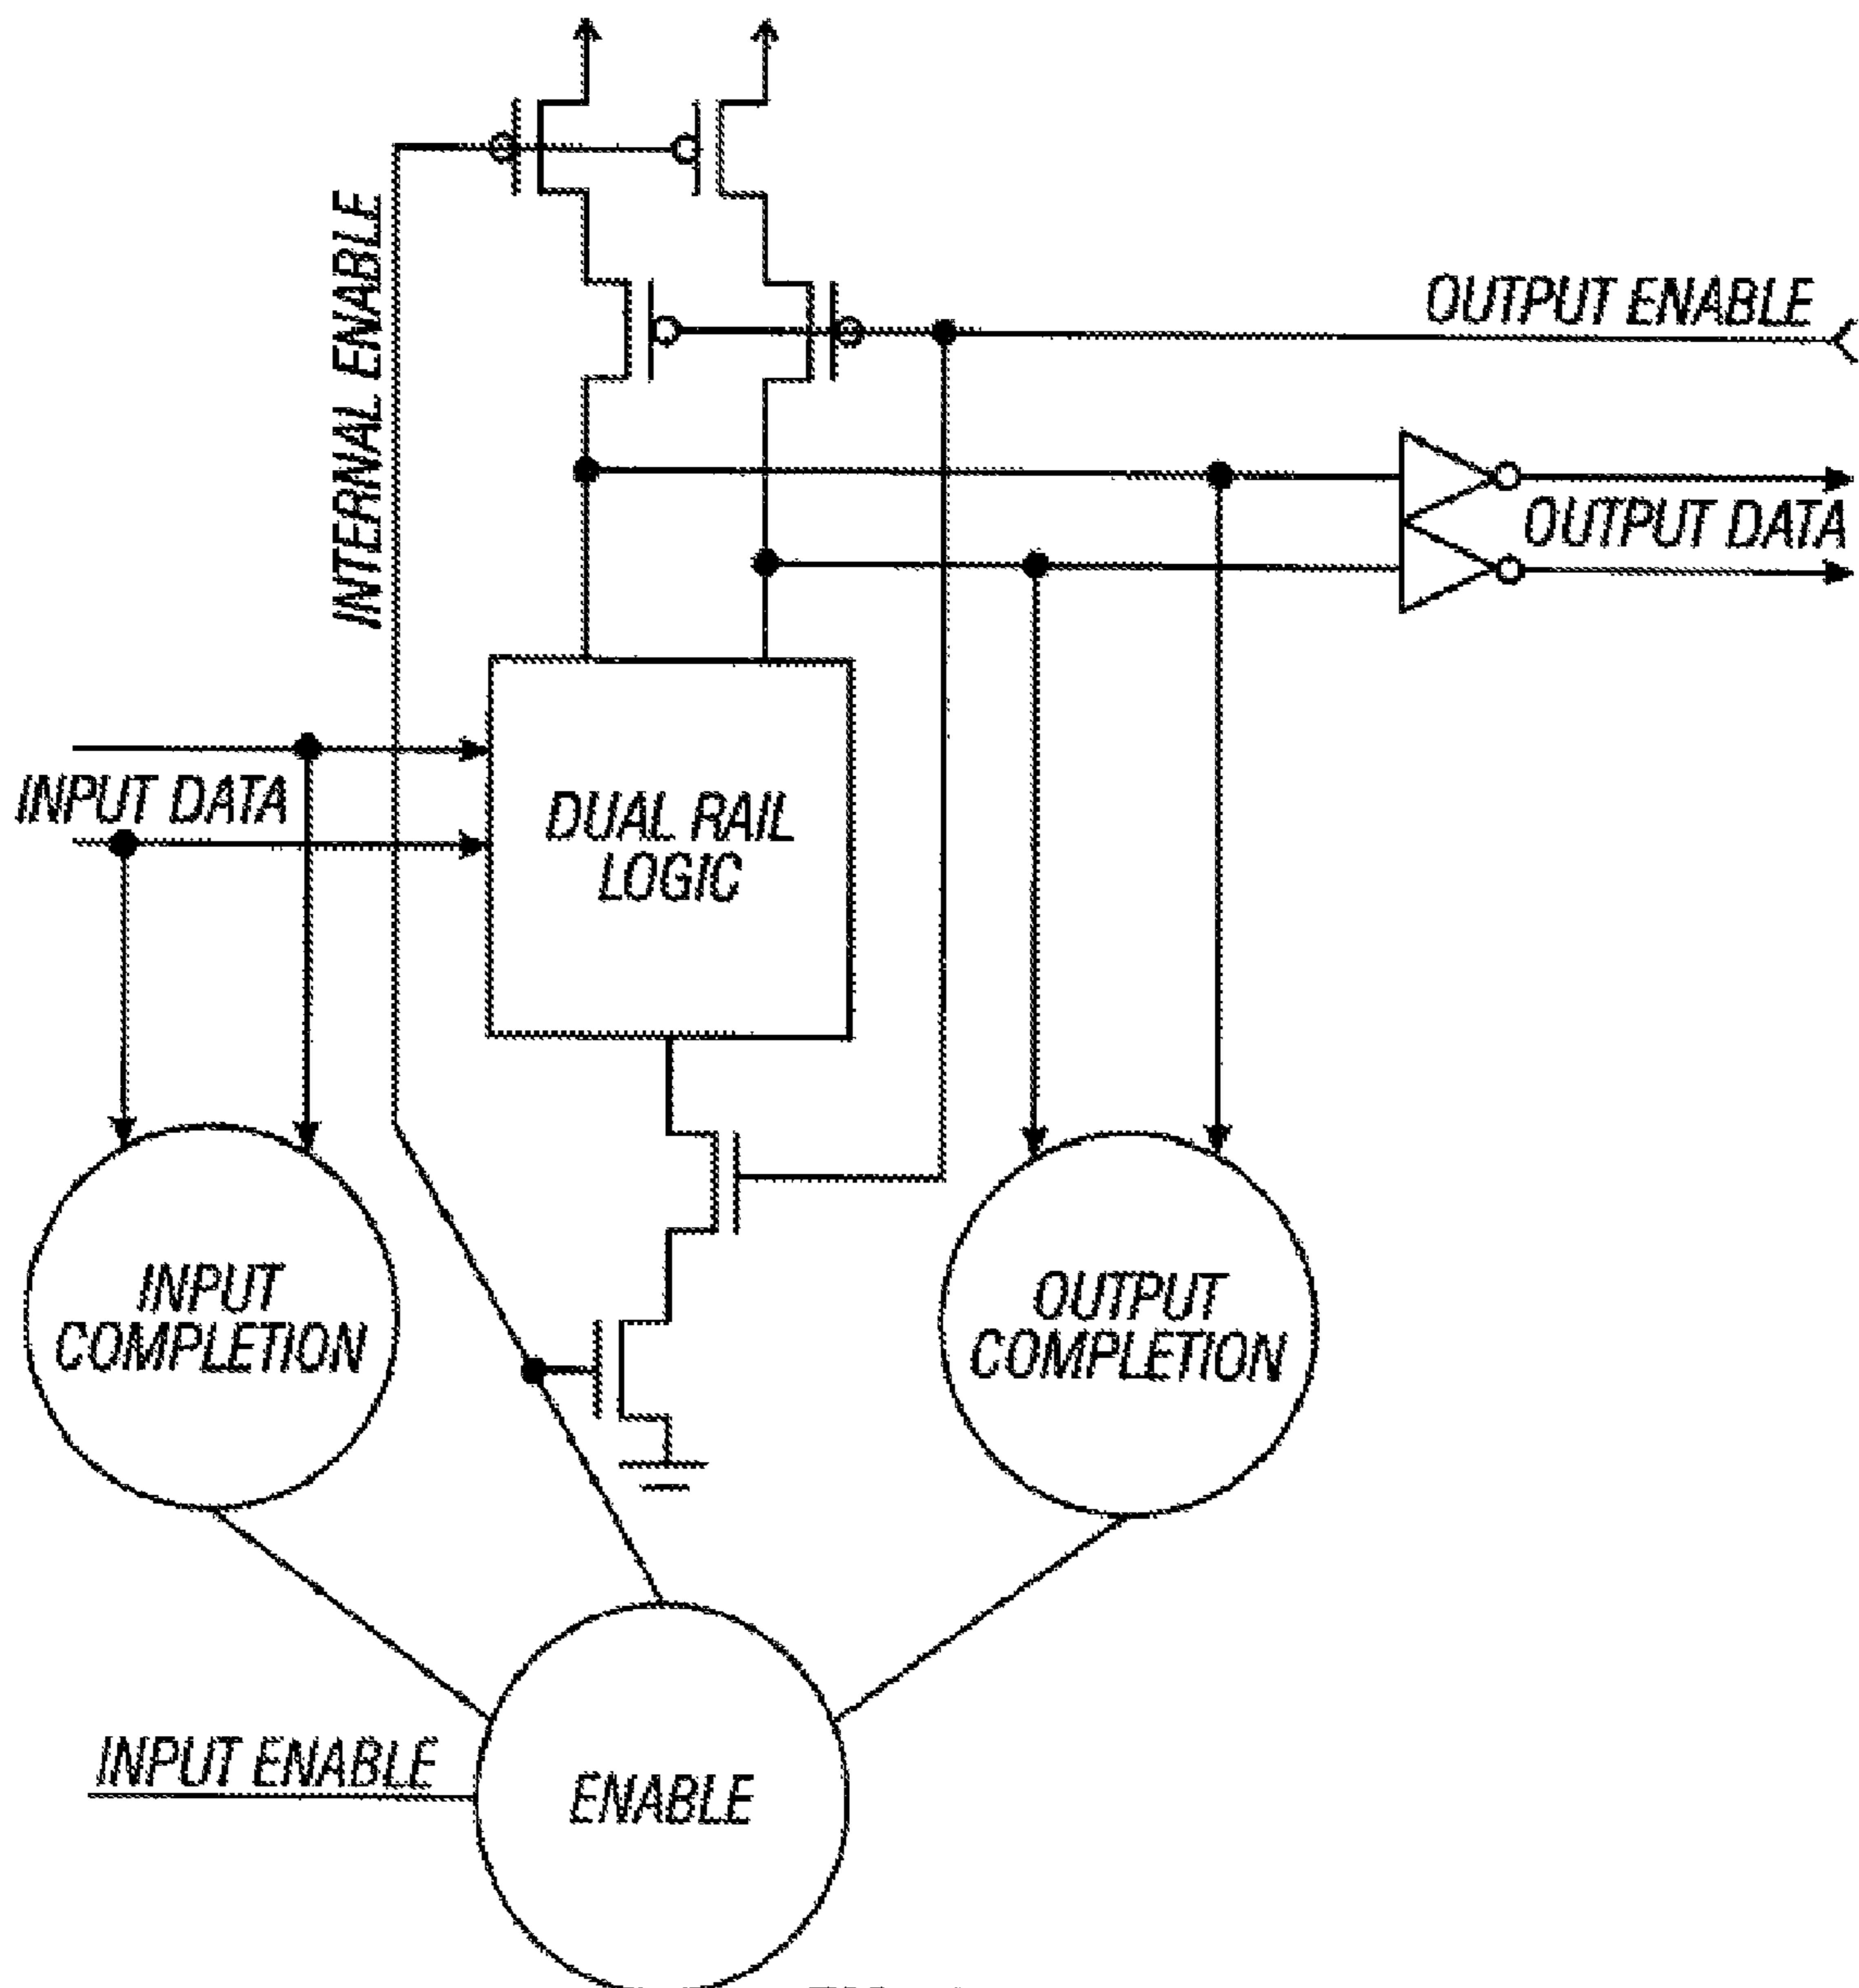 INTERNAL ENABLE
OUTPUT ENABLE
OUTPUT DATA
INPUT DATA
DUAL RAIL
LOGIC
INPUT
COMPLETION
OUTPUT
COMPLETION
INPUT ENABLE
ENABLE